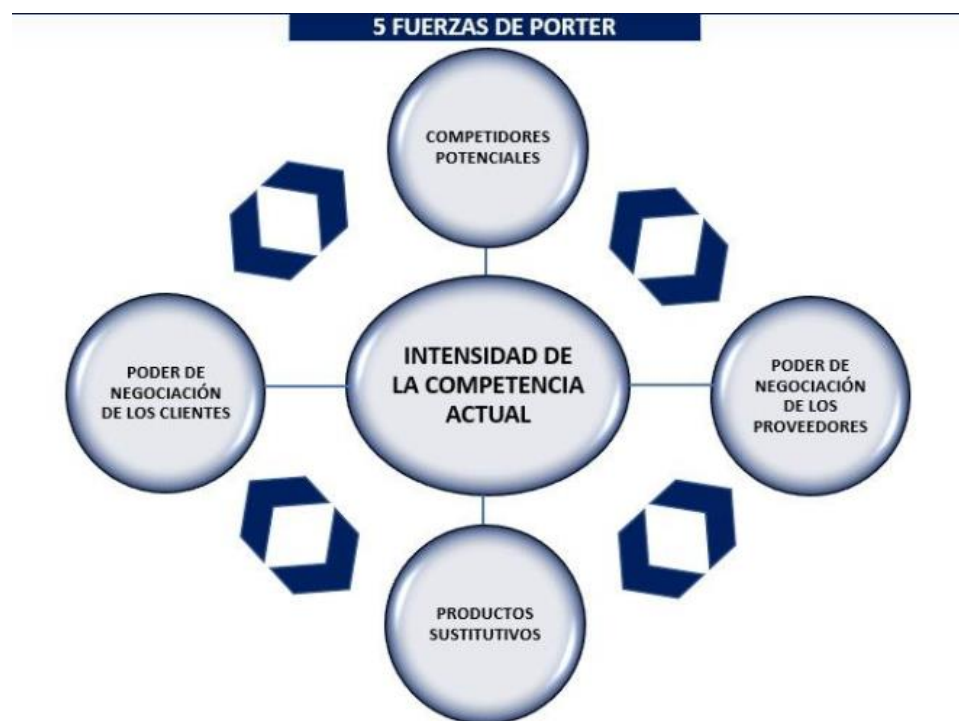 5 FUERZAS DE PORTER
COMPETIDORES
POTENCIALES
INTENSIDAD DE
LA COMPETENCIA
ACTUAL
PODER DE
NEGOCIACIÓN
DE LOS CLIENTES
PODER DE
NEGOCIACIÓN
DE LOS
PROVEEDORES
PRODUCTOS
SUSTITUTIVOS